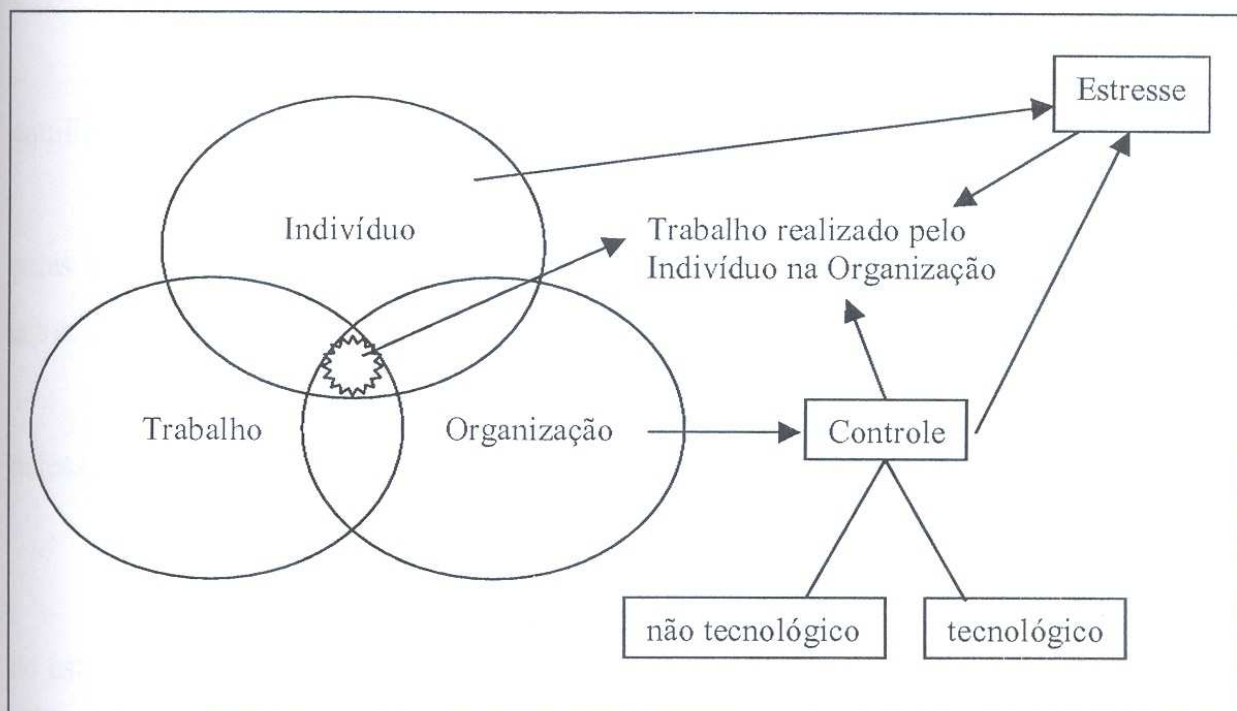 Estresse
Indivíduo
Trabalho realizado pelo
Indivíduo na Organização
Trabalho
Organização
Controle
não tecnológico
tecnológico